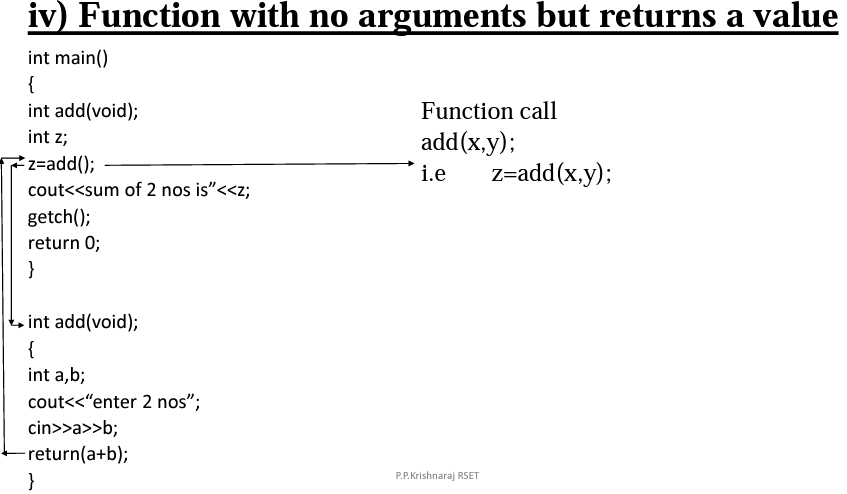 iv) Function with no arguments but returns a value
int main()
{
int add(void);
int z;
z=add();
cout<<sum of 2 nos is”<<z;
getch();
return 0;
}
int add(void);
{
int a,b;
cout<<“enter 2 nos”;
cin>>a>>b;
return(a+b);
}
Function call
add(x,y);
i.e z=add(x,y);
P.P.Krishnaraj RSET